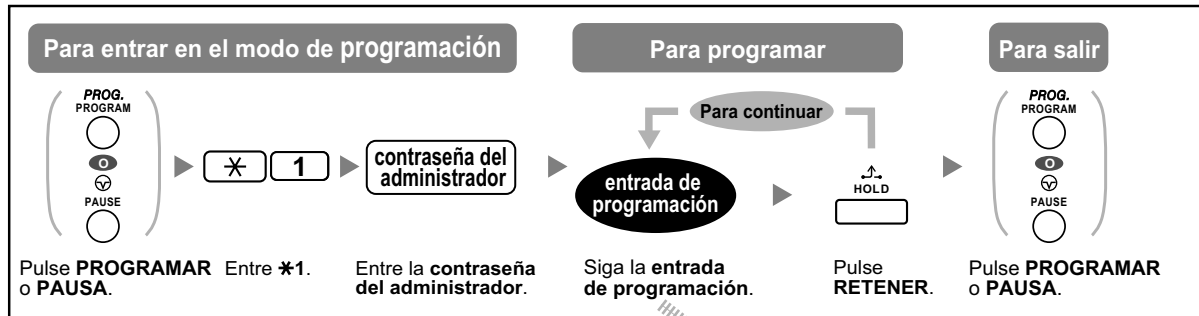 Para entrar en el modo de programación
Para programar
Para salir
PROG.
PROGRAM
O
PAUSE
✱ 1
contraseña del
administrador
Para continuar
entrada de
programación
HOLD
PROG.
PROGRAM
O
PAUSE
Pulse PROGRAMAR
o PAUSA.
Entre ✱1.
Entre la contraseña
del administrador.
Siga la entrada
de programación.
Pulse
RETENER.
Pulse PROGRAMAR
o PAUSA.